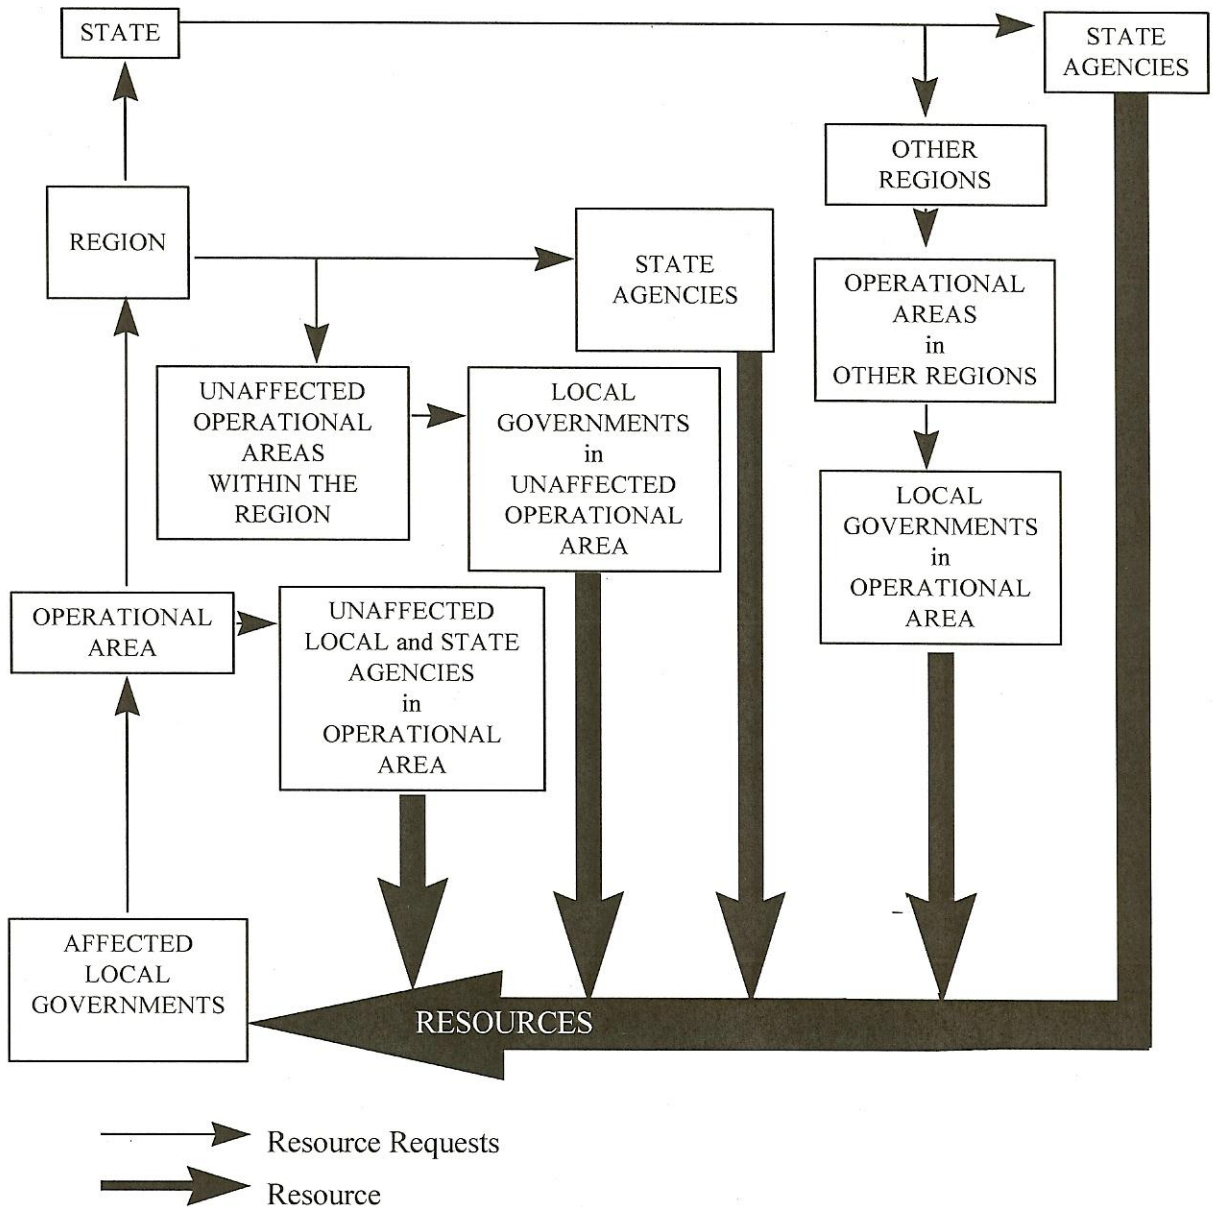 STATE
STATE
AGENCIES
OTHER
REGIONS
REGION
STATE
AGENCIES
OPERATIONAL
AREAS
in
OTHER REGIONS
UNAFFECTED
OPERATIONAL
AREAS
WITHIN THE
REGION
LOCAL
GOVERNMENTS
in
UNAFFECTED
OPERATIONAL
AREA
LOCAL
GOVERNMENTS
in
OPERATIONAL
AREA
OPERATIONAL
AREA
UNAFFECTED
LOCAL and STATE
AGENCIES
in
OPERATIONAL
AREA
AFFECTED
LOCAL
GOVERNMENTS
RESOURCES
Resource Requests
Resource